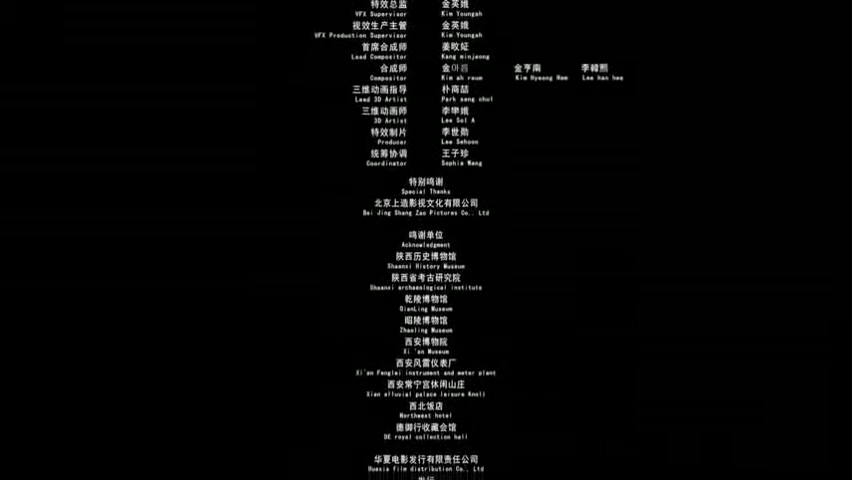 特效总监 金英娥
VFX Supervisor Kim Youngah
视效生产主管 金英娥
VFX Production Supervisor Kim Youngah
首席合成师 姜旼姃
Lead Compositor Kang minjeong
合成师 金아름 金亨南 李韓熙
Compositor Kim ah reum Kim Hyeong Nam Lee han hee
三维动画指导 朴商喆
Lead 3D Artist Park sang chul
三维动画师 李率娥
3D Artist Lee Sol A
特效制片 李世勋
Producer Lee Sehoon
统筹协调 王子珍
Coordinator Sophia Wang
特别鸣谢
Special Thanks
北京上造影视文化有限公司
Bei Jing Shang Zao Pictures Co., Ltd
鸣谢单位
Acknowledgment
陕西历史博物馆
Shaanxi History Museum
陕西省考古研究院
Shaanxi archaeological institute
乾陵博物馆
QianLing Museum
昭陵博物馆
Zhaoling Museum
西安博物院
Xi 'an Museum
西安风雷仪表厂
Xi'an Fenglei instrument and meter plant
西安常宁宫休闲山庄
Xian alluvial palace leisure Knoll
西北饭店
Northwest hotel
德御行收藏会馆
DE royal collection hall
华夏电影发行有限责任公司
Huaxia Film distribution Co., Ltd